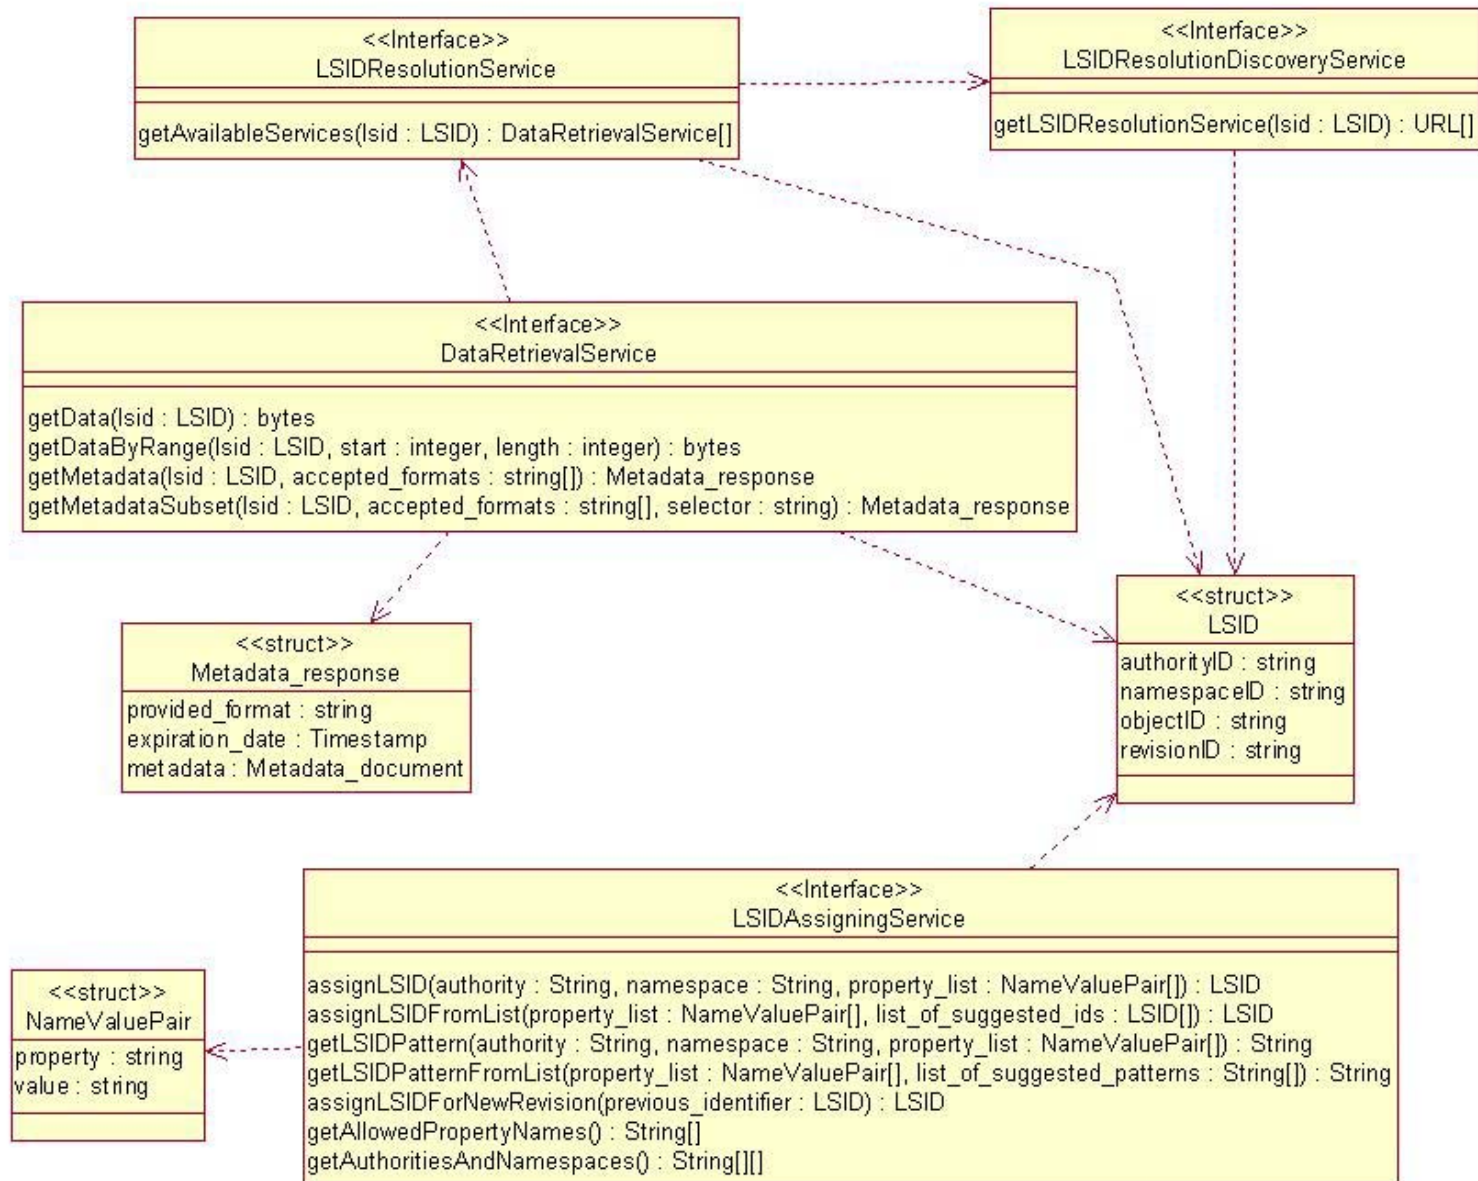 <<Interface>>
LSIDResolutionService
getAvailableServices(lsid : LSID) : DataRetrievalService[]
<<Interface>>
LSIDResolutionDiscoveryService
getLSIDResolutionService(lsid : LSID) : URL[]
<<Interface>>
DataRetrievalService
getData(lsid : LSID) : bytes
getDataByRange(lsid : LSID, start : integer, length : integer) : bytes
getMetadata(lsid : LSID, accepted_formats : string[]) : Metadata_response
getMetadataSubset(lsid : LSID, accepted_formats : string[], selector : string) : Metadata_response
<<struct>>
Metadata_response
provided_format : string
expiration_date : Timestamp
metadata : Metadata_document
<<struct>>
LSID
authorityID : string
namespaceID : string
objectID : string
revisionID : string
<<Interface>>
LSIDAssigningService
assignLSID(authority : String, namespace : String, property_list : NameValuePair[]) : LSID
assignLSIDFromList(property_list : NameValuePair[], list_of_suggested_ids : LSID[]) : LSID
getLSIDPattern(authority : String, namespace : String, property_list : NameValuePair[]) : String
getLSIDPatternFromList(property_list : NameValuePair[], list_of_suggested_patterns : String[]) : String
assignLSIDForNewRevision(previous_identifier : LSID) : LSID
getAllowedPropertyNames() : String[]
getAuthoritiesAndNamespaces() : String[][]
<<struct>>
NameValuePair
property : string
value : string